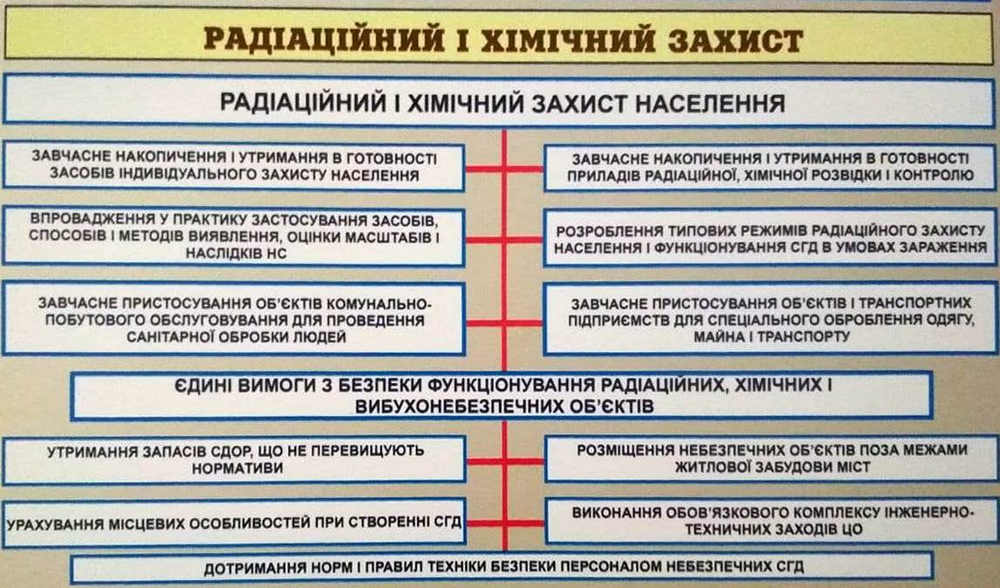 РАДІАЦІЙНИЙ І ХІМІЧНИЙ ЗАХИСТ
РАДІАЦІЙНИЙ І ХІМІЧНИЙ ЗАХИСТ НАСЕЛЕННЯ
ЗАВЧАСНЕ НАКОПИЧЕННЯ І УТРИМАННЯ В ГОТОВНОСТІ
ЗАСОБІВ ІНДИВІДУАЛЬНОГО ЗАХИСТУ НАСЕЛЕННЯ
ЗАВЧАСНЕ НАКОПИЧЕННЯ І УТРИМАННЯ В ГОТОВНОСТІ
ПРИЛАДІВ РАДІАЦІЙНОЇ, ХІМІЧНОЇ РОЗВІДКИ І КОНТРОЛЮ
ВПРОВАДЖЕННЯ У ПРАКТИКУ ЗАСТОСУВАННЯ ЗАСОБІВ,
СПОСОБІВ І МЕТОДІВ ВИЯВЛЕННЯ, ОЦІНКИ МАСШТАБІВ І
НАСЛІДКІВ НС
РОЗРОБЛЕННЯ ТИПОВИХ РЕЖИМІВ РАДІАЦІЙНОГО ЗАХИСТУ
НАСЕЛЕННЯ І ФУНКЦІОНУВАННЯ СГД В УМОВАХ ЗАРАЖЕННЯ
ЗАВЧАСНЕ ПРИСТОСУВАННЯ ОБ'ЄКТІВ КОМУНАЛЬНО-
ПОБУТОВОГО ОБСЛУГОВУВАННЯ ДЛЯ ПРОВЕДЕННЯ
САНІТАРНОЇ ОБРОБКИ ЛЮДЕЙ
ЗАВЧАСНЕ ПРИСТОСУВАННЯ ОБ'ЄКТІВ І ТРАНСПОРТНИХ
ПІДПРИЄМСТВ ДЛЯ СПЕЦІАЛЬНОГО ОБРОБЛЕННЯ ОДЯГУ,
МАЙНА І ТРАНСПОРТУ
ЄДИНІ ВИМОГИ З БЕЗПЕКИ ФУНКЦІОНУВАННЯ РАДІАЦІЙНИХ, ХІМІЧНИХ І
ВИБУХОНЕБЕЗПЕЧНИХ ОБ'ЄКТІВ
УТРИМАННЯ ЗАПАСІВ СДОР, ЩО НЕ ПЕРЕВИЩУЮТЬ
НОРМАТИВИ
РОЗМІЩЕННЯ НЕБЕЗПЕЧНИХ ОБ'ЄКТІВ ПОЗА МЕЖАМИ
ЖИТЛОВОЇ ЗАБУДОВИ МІСТ
УРАХУВАННЯ МІСЦЕВИХ ОСОБЛИВОСТЕЙ ПРИ СТВОРЕННІ СГД
ВИКОНАННЯ ОБОВ'ЯЗКОВОГО КОМПЛЕКСУ ІНЖЕНЕРНО-
ТЕХНИЧНИХ ЗАХОДІВ ЦО
ДОТРИМАННЯ НОРМ І ПРАВИЛ ТЕХНІКИ БЕЗПЕКИ ПЕРСОНАЛОМ НЕБЕЗПЕЧНИХ СГД